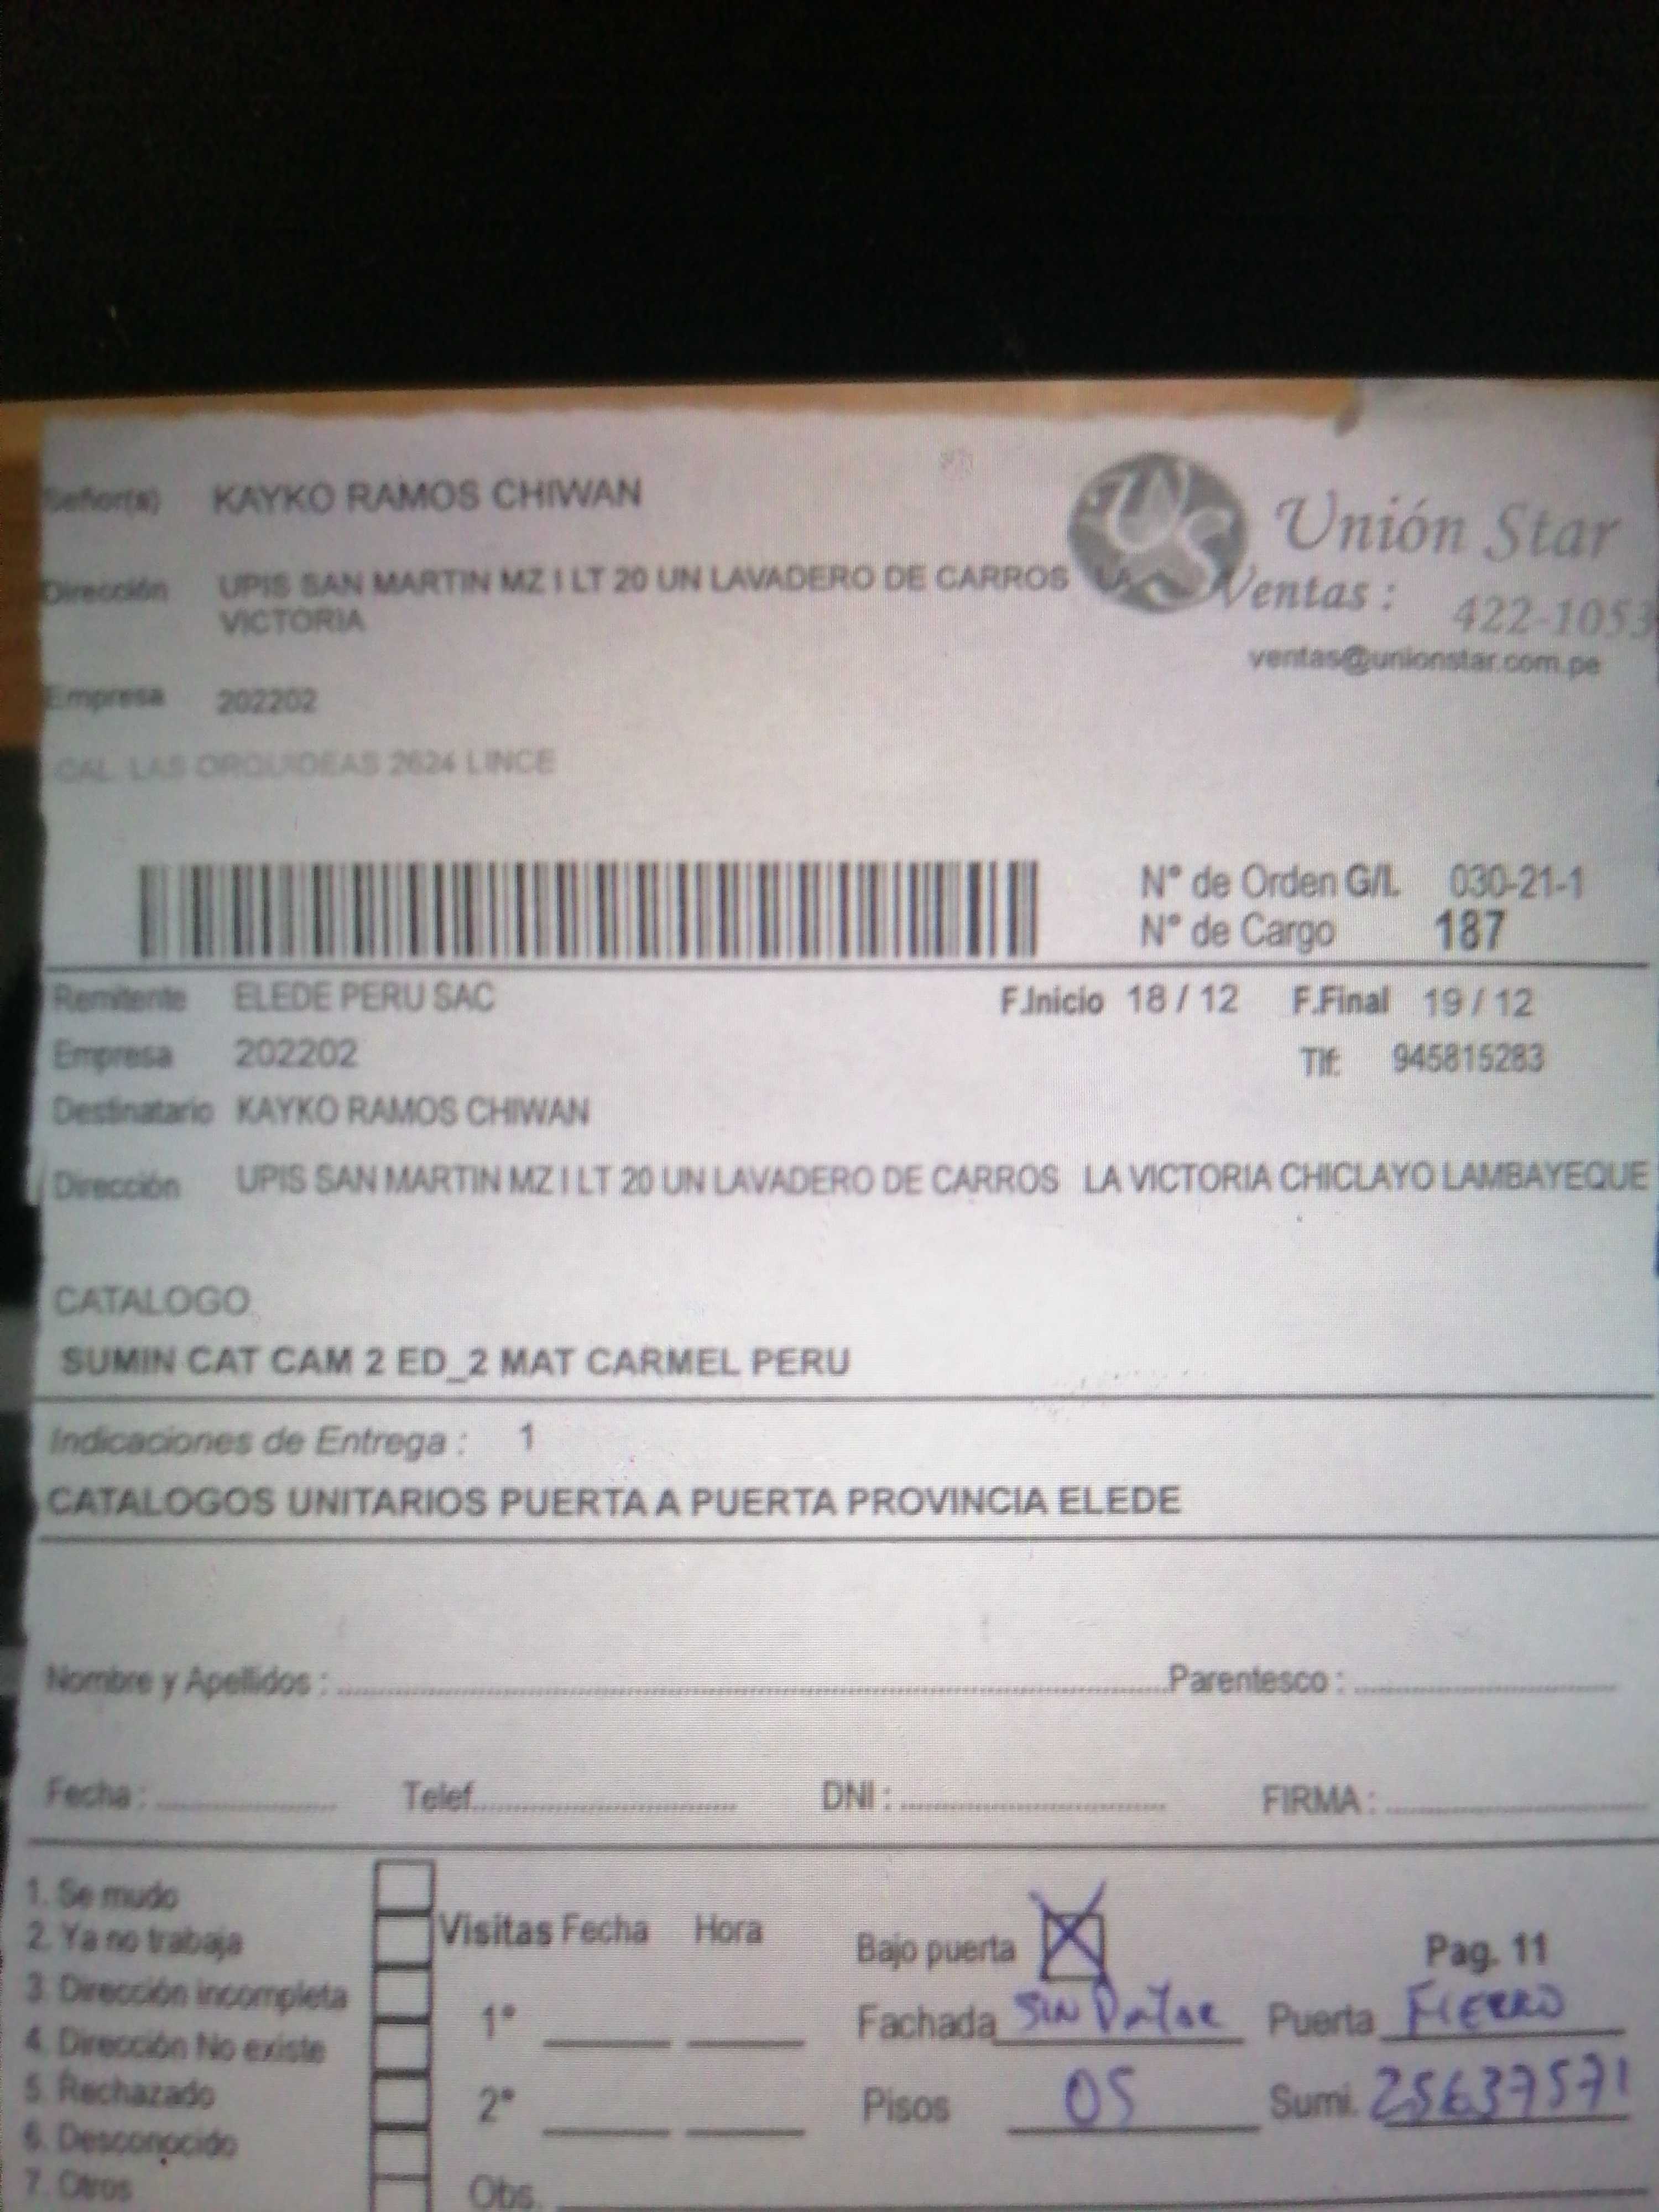 Señor(a) KAYKO RAMOS CHIWAN
Unión Star
Dirección UPIS SAN MARTIN MZ I LT 20 UN LAVADERO DE CARROS LA
VICTORIA
Ventas : 422-1053
ventas@unionstar.com.pe
Empresa 202202
CAL. LAS ORQUIDEAS 2624 LINCE
N° de Orden G/L 030-21-1
N° de Cargo 187
Remitente ELEDE PERU SAC F.Inicio 18 / 12 F.Final 19 / 12
Empresa 202202 Tlf: 945815283
Destinatario KAYKO RAMOS CHIWAN
Dirección UPIS SAN MARTIN MZ I LT 20 UN LAVADERO DE CARROS LA VICTORIA CHICLAYO LAMBAYEQUE
CATALOGO
SUMIN CAT CAM 2 ED_2 MAT CARMEL PERU
Indicaciones de Entrega : 1
CATALOGOS UNITARIOS PUERTA A PUERTA PROVINCIA ELEDE
Nombre y Apellidos : Parentesco :
Fecha : Telef. DNI : FIRMA :
1. Se mudo
2. Ya no trabaja
3. Dirección incompleta
4. Dirección No existe
5. Rechazado
6. Desconocido
7. Otros
Visitas Fecha Hora
1°
2°
Obs.
Bajo puerta Pag. 11
Fachada SIN Puerta FIERRO
Pisos 05 Sumi. 25637571